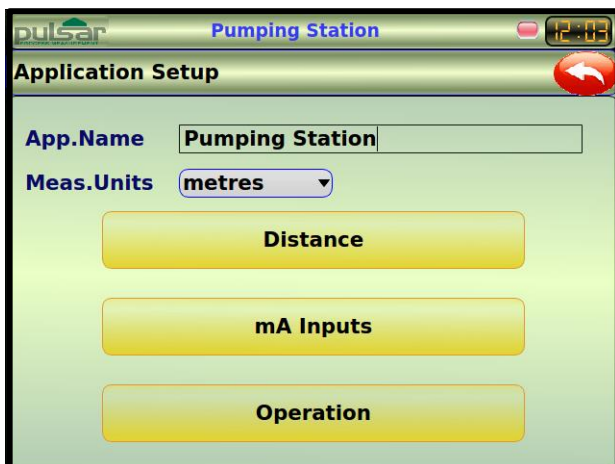 pulsar
Pumping Station
12:03
Application Setup
App.Name Pumping Station
Meas.Units metres
Distance
mA Inputs
Operation